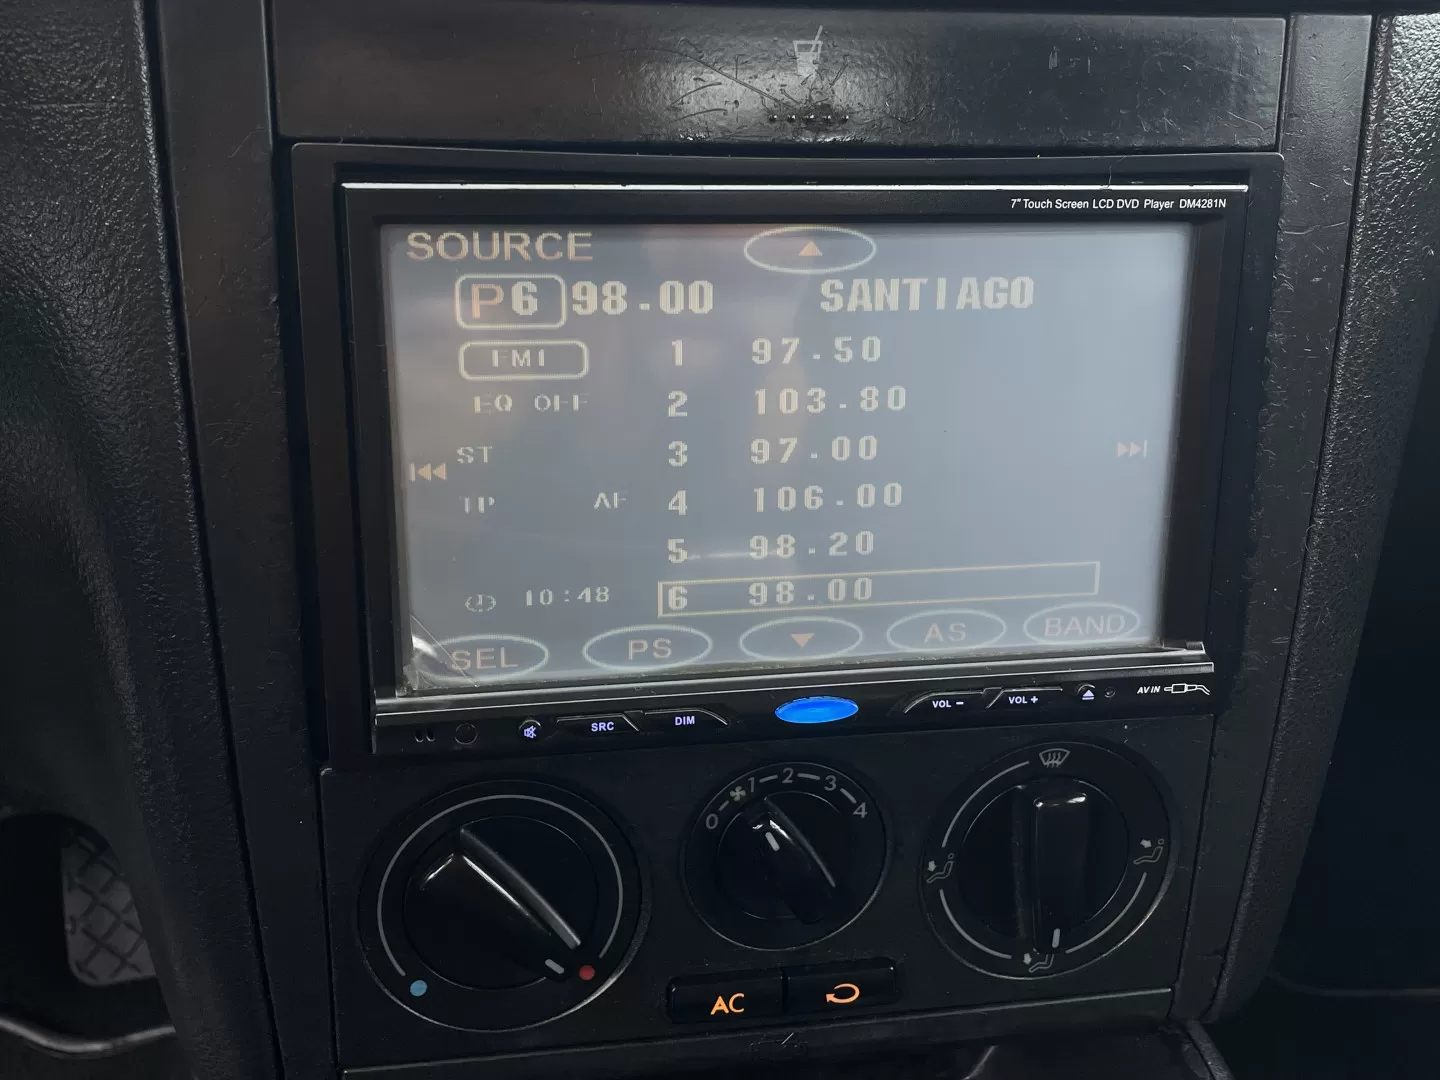 7" Touch Screen LCD DVD Player DM4281N
SOURCE
P6 98.00 SANTIAGO
FM1 1 97.50
EQ OFF 2 103.80
ST 3 97.00
TP AF 4 106.00
5 98.20
10:48 6 98.00
SEL PS AS BAND
SRC DIM VOL - VOL + AV IN
0 1 2 3 4
AC